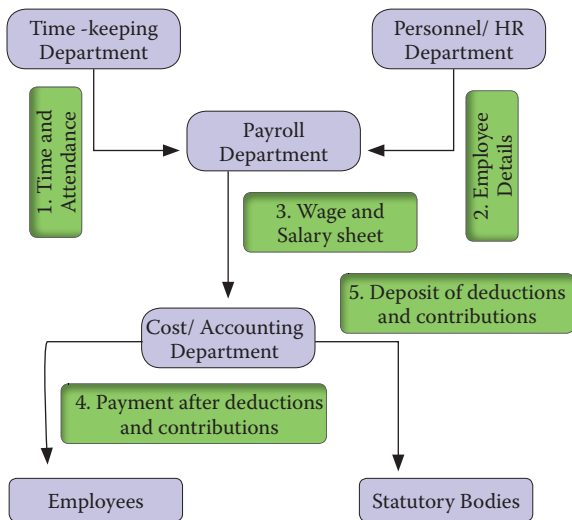 Time -keeping
Department
Personnel/ HR
Department
1. Time and
Attendance
Payroll
Department
2. Employee
Details
3. Wage and
Salary sheet
5. Deposit of deductions
and contributions
Cost/ Accounting
Department
4. Payment after deductions
and contributions
Employees
Statutory Bodies